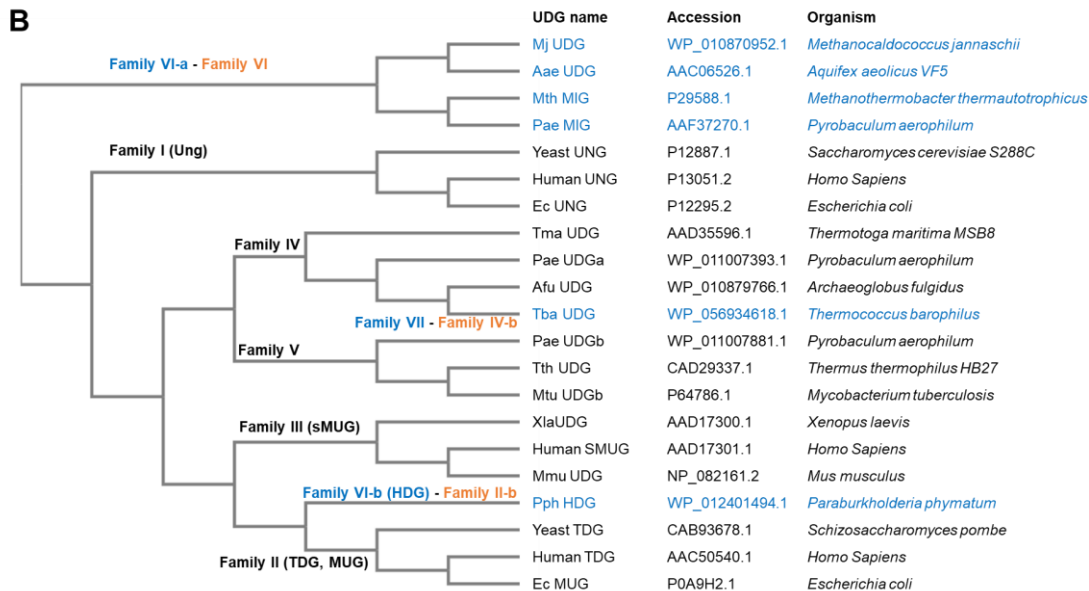 B
UDG name Accession Organism
Mj UDG WP_010870952.1 Methanocaldococcus jannaschii
Family VI-a - Family VI
Aae UDG AAC06526.1 Aquifex aeolicus VF5
Mth MIG P29588.1 Methanothermobacter thermautotrophicus
Pae MIG AAF37270.1 Pyrobaculum aerophilum
Family I (Ung)
Yeast UNG P12887.1 Saccharomyces cerevisiae S288C
Human UNG P13051.2 Homo Sapiens
Ec UNG P12295.2 Escherichia coli
Tma UDG AAD35596.1 Thermotoga maritima MSB8
Family IV
Pae UDGa WP_011007393.1 Pyrobaculum aerophilum
Afu UDG WP_010879766.1 Archaeoglobus fulgidus
Tba UDG WP_056934618.1 Thermococcus barophilus
Family VII - Family IV-b
Pae UDGb WP_011007881.1 Pyrobaculum aerophilum
Family V
Tth UDG CAD29337.1 Thermus thermophilus HB27
Mtu UDGb P64786.1 Mycobacterium tuberculosis
XlaUDG AAD17300.1 Xenopus laevis
Family III (sMUG)
Human SMUG AAD17301.1 Homo Sapiens
Mmu UDG NP_082161.2 Mus musculus
Family VI-b (HDG) - Family II-b
Pph HDG WP_012401494.1 Paraburkholderia phymatum
Yeast TDG CAB93678.1 Schizosaccharomyces pombe
Family II (TDG, MUG)
Human TDG AAC50540.1 Homo Sapiens
Ec MUG P0A9H2.1 Escherichia coli